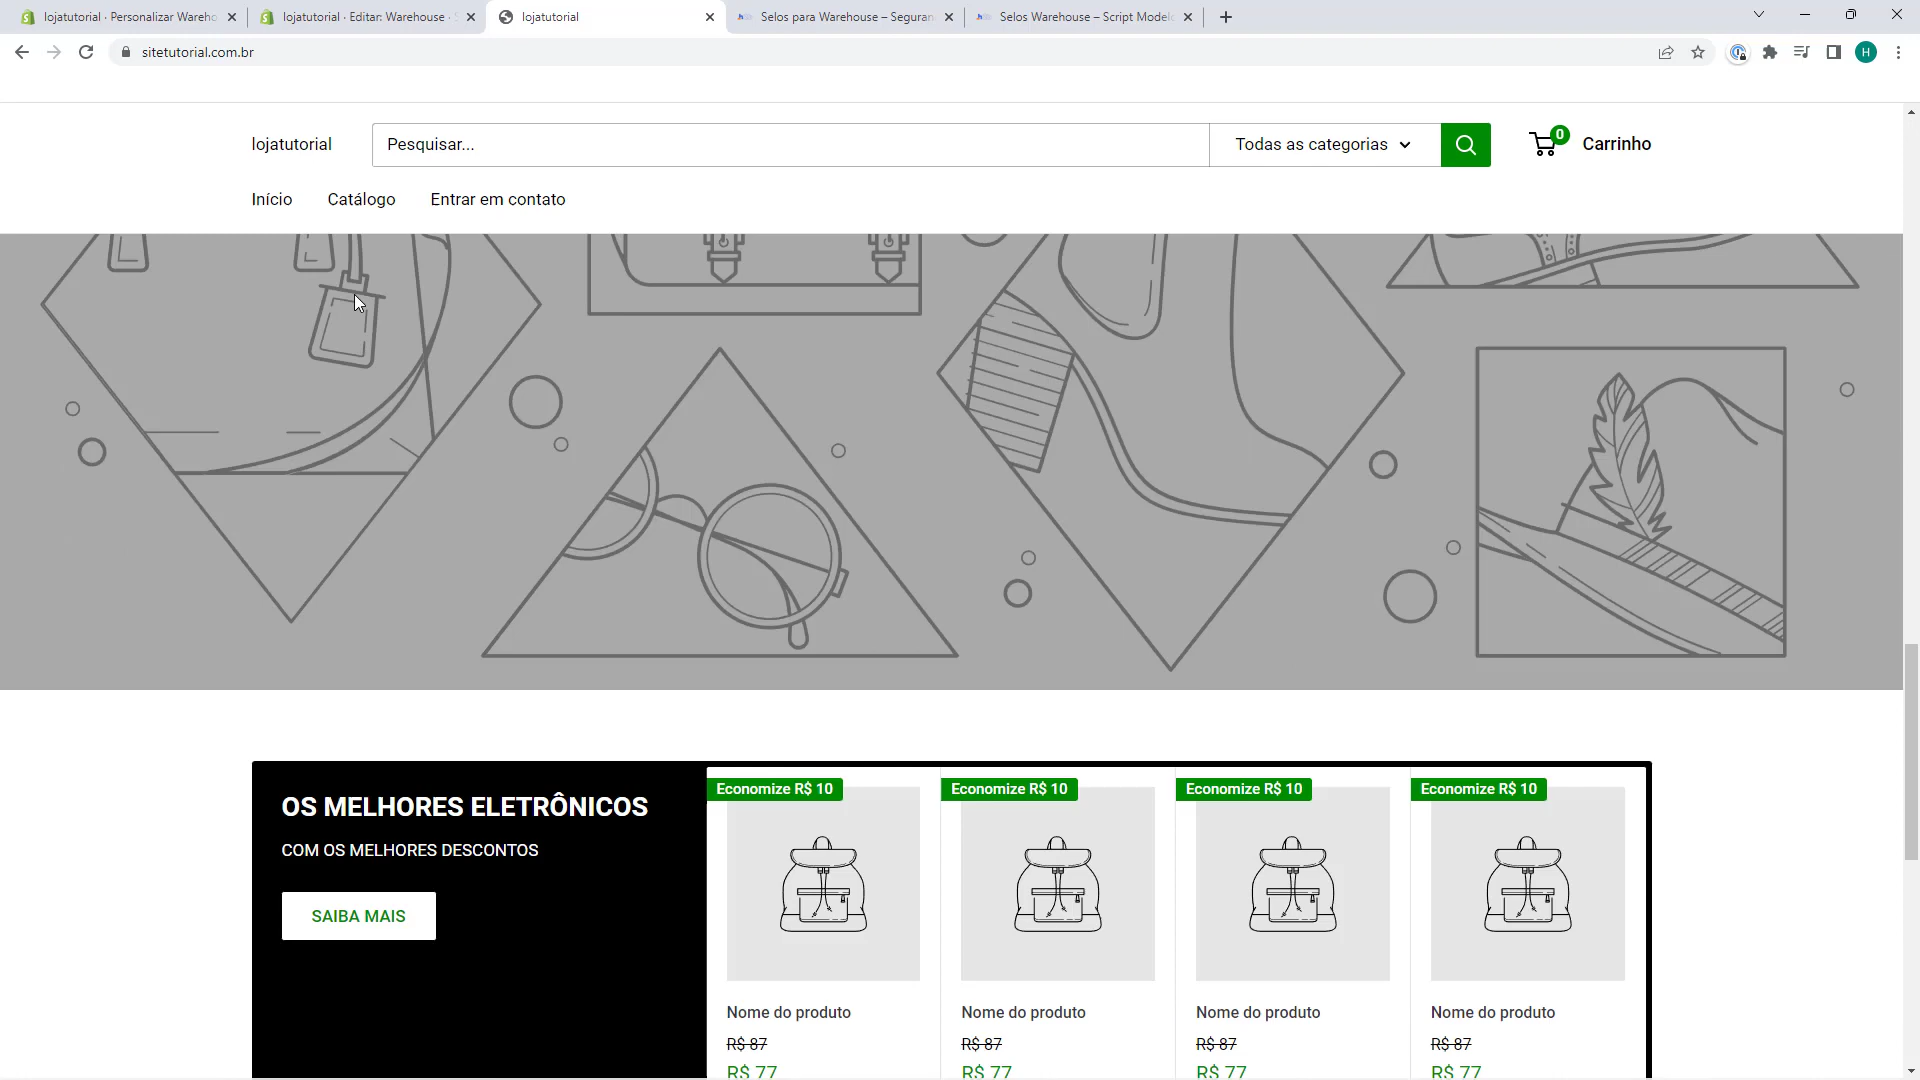 lojatutorial · Personalizar Wareho
lojatutorial · Editar: Warehouse ·
lojatutorial
Selos para Warehouse – Seguran
Selos Warehouse – Script Model
sitetutorial.com.br
H
lojatutorial
Pesquisar...
Todas as categorias
0
Carrinho
Início
Catálogo
Entrar em contato
OS MELHORES ELETRÔNICOS
COM OS MELHORES DESCONTOS
SAIBA MAIS
Economize R$ 10
Economize R$ 10
Economize R$ 10
Economize R$ 10
Nome do produto
Nome do produto
Nome do produto
Nome do produto
R$ 87
R$ 87
R$ 87
R$ 87
R$ 77
R$ 77
R$ 77
R$ 77